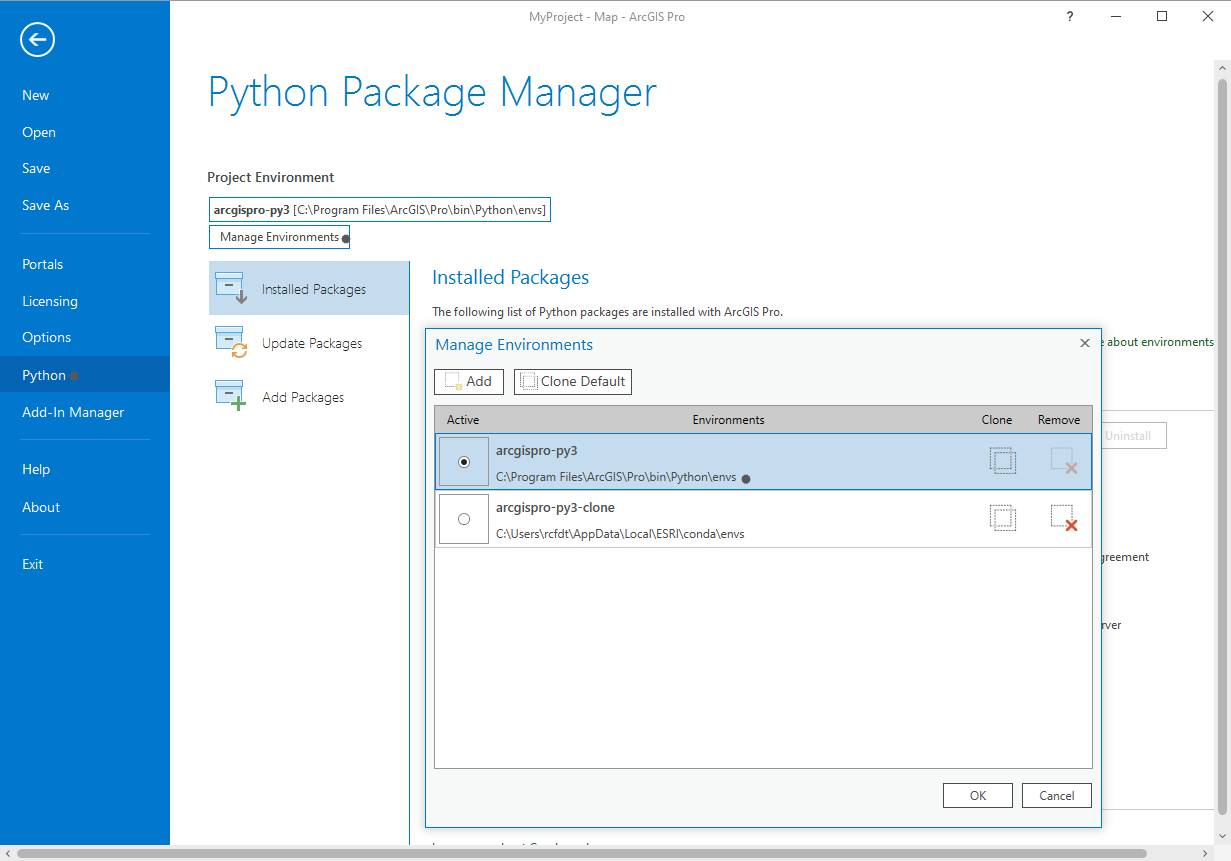 MyProject - Map - ArcGIS Pro
?
Python Package Manager
New
Open
Save
Save As
Portals
Licensing
Options
Python
Add-In Manager
Help
About
Exit
Project Environment
arcgispro-py3 [C:\Program Files\ArcGIS\Pro\bin\Python\envs]
Manage Environments
Installed Packages
Update Packages
Add Packages
Installed Packages
The following list of Python packages are installed with ArcGIS Pro.
about environments
Uninstall
Manage Environments
Add
Clone Default
Active Environments Clone Remove
arcgispro-py3
C:\Program Files\ArcGIS\Pro\bin\Python\envs
arcgispro-py3-clone
C:\Users\rcfdt\AppData\Local\ESRI\conda\envs
greement
rver
OK
Cancel